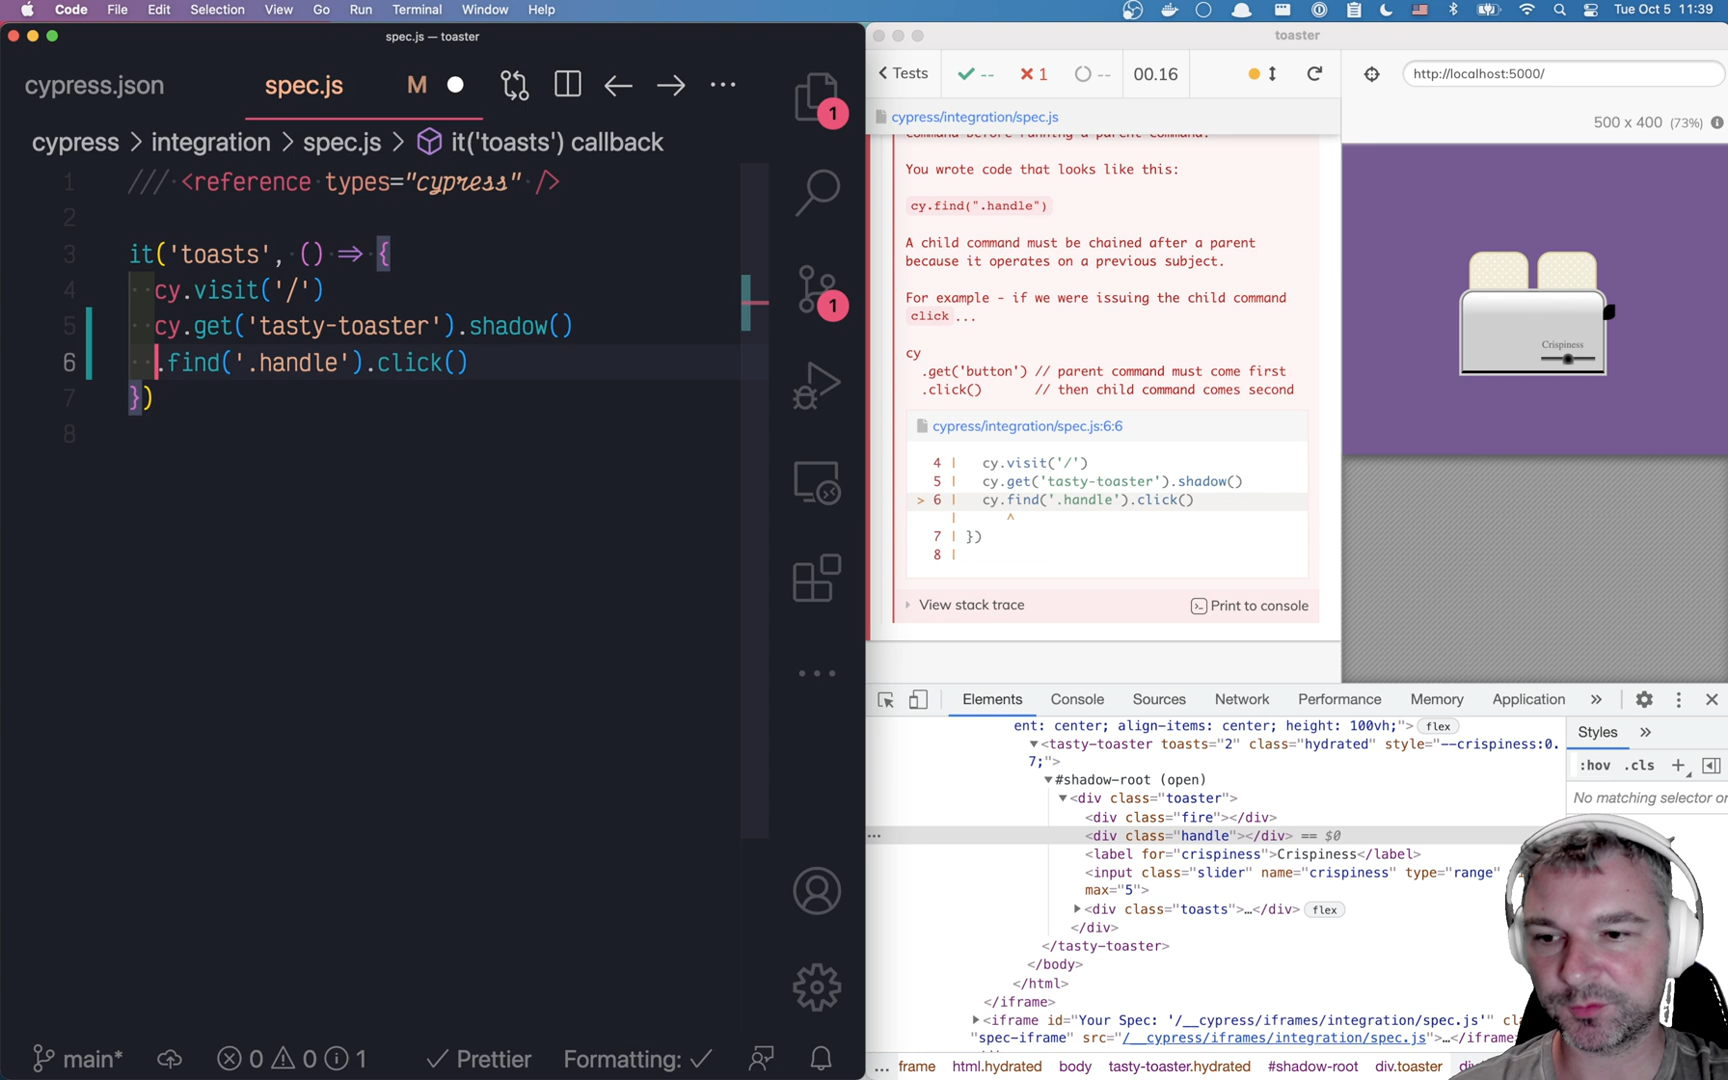 Code File Edit Selection View Go Run Terminal Window Help
Tue Oct 5 11:39
spec.js — toaster
cypress.json
spec.js M
cypress > integration > spec.js > it('toasts') callback
1 /// <reference types="cypress" />
2
3 it('toasts', () => {
4 cy.visit('/')
5 cy.get('tasty-toaster').shadow()
6 .find('.handle').click()
7 })
8
1
1
main*
0 0 1
Prettier
Formatting:
toaster
< Tests
--
1
--
00.16
http://localhost:5000/
cypress/integration/spec.js
500 x 400 (73%)
command before running a parent command.
You wrote code that looks like this:
cy.find(".handle")
A child command must be chained after a parent
because it operates on a previous subject.
For example - if we were issuing the child command
click ...
cy
.get('button') // parent command must come first
.click() // then child command comes second
cypress/integration/spec.js:6:6
4 | cy.visit('/')
5 | cy.get('tasty-toaster').shadow()
> 6 | cy.find('.handle').click()
| ^
7 | })
8 |
View stack trace
Print to console
Crispiness
Elements Console Sources Network Performance Memory Application »
ent: center; align-items: center; height: 100vh;"> flex
▼<tasty-toaster toasts="2" class="hydrated" style="--crispiness:0.
7;">
▼#shadow-root (open)
▼<div class="toaster">
<div class="fire"></div>
... <div class="handle"></div> == $0
<label for="crispiness">Crispiness</label>
<input class="slider" name="crispiness" type="range"
max="5">
▶<div class="toasts">…</div> flex
</div>
</tasty-toaster>
</body>
</html>
</iframe>
▶<iframe id="Your Spec: '/__cypress/iframes/integration/spec.js'"
"spec-iframe" src="/__cypress/iframes/integration/spec.js">…</iframe>
... frame html.hydrated body tasty-toaster.hydrated #shadow-root div.toaster
Styles »
:hov .cls +
No matching selector or